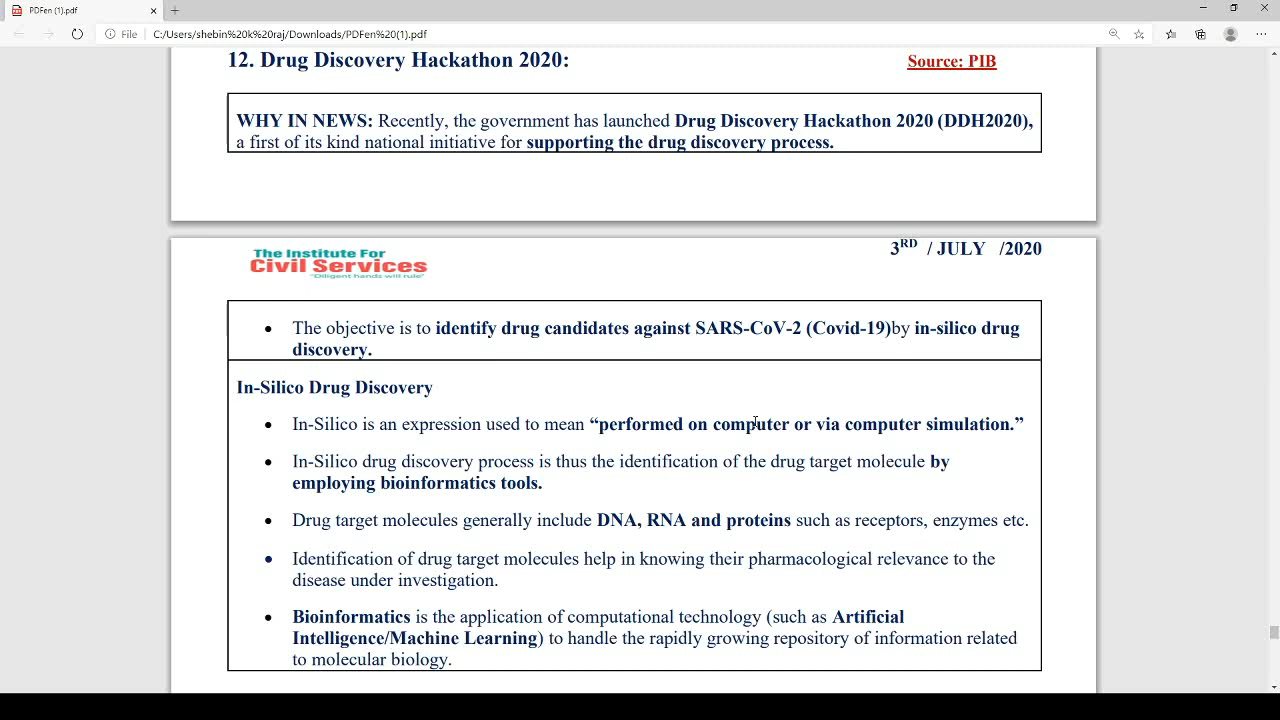 PDFen (1).pdf
File
C:/Users/shebin%20k%20raj/Downloads/PDFen%20(1).pdf
12. Drug Discovery Hackathon 2020:
Source: PIB
WHY IN NEWS: Recently, the government has launched Drug Discovery Hackathon 2020 (DDH2020),
a first of its kind national initiative for supporting the drug discovery process.
The Institute For
Civil Services
"Diligent hands will rule"
3RD / JULY /2020
• The objective is to identify drug candidates against SARS-CoV-2 (Covid-19)by in-silico drug
discovery.
In-Silico Drug Discovery
• In-Silico is an expression used to mean “performed on computer or via computer simulation.”
• In-Silico drug discovery process is thus the identification of the drug target molecule by
employing bioinformatics tools.
• Drug target molecules generally include DNA, RNA and proteins such as receptors, enzymes etc.
• Identification of drug target molecules help in knowing their pharmacological relevance to the
disease under investigation.
• Bioinformatics is the application of computational technology (such as Artificial
Intelligence/Machine Learning) to handle the rapidly growing repository of information related
to molecular biology.